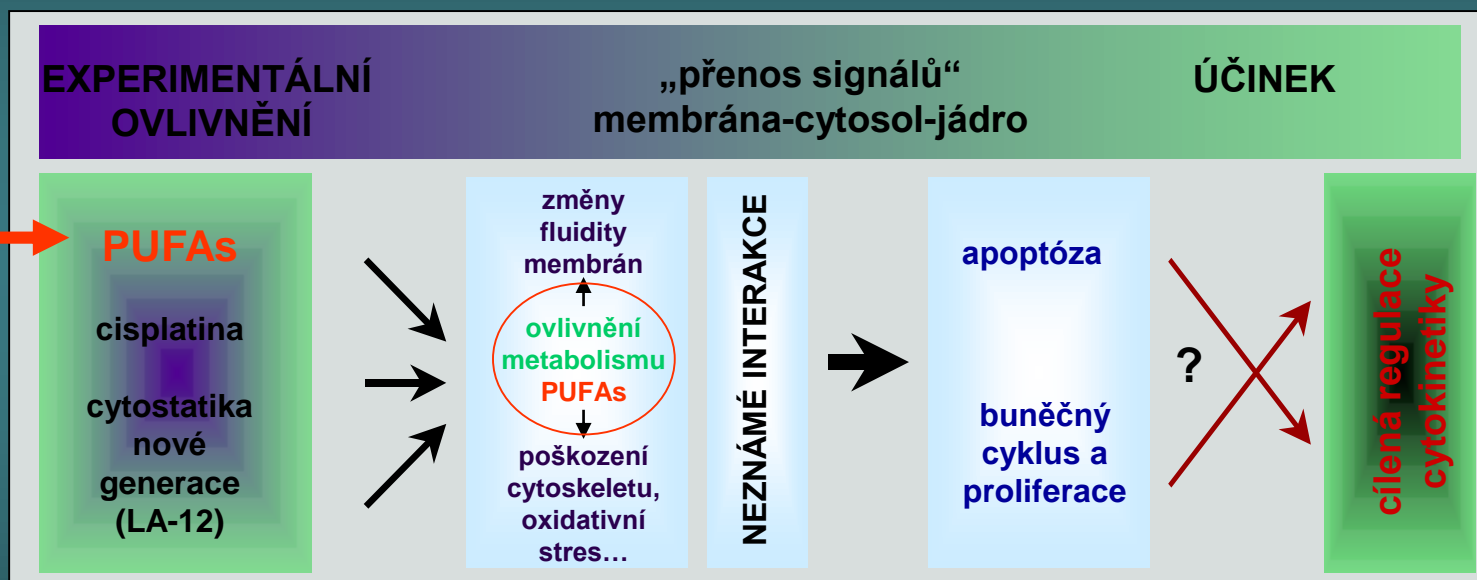 EXPERIMENTÁLNÍ
OVLIVNĚNÍ
„přenos signálů“
membrána-cytosol-jádro
ÚČINEK
PUFAs
cisplatina
cytostatika
nové
generace
(LA-12)
změny
fluidity
membrán
ovlivnění
metabolismu
PUFAs
poškození
cytoskeletu,
oxidativní
stres…
NEZNÁMÉ INTERAKCE
apoptóza
buněčný
cyklus a
proliferace
?
cílená regulace
cytokinetiky